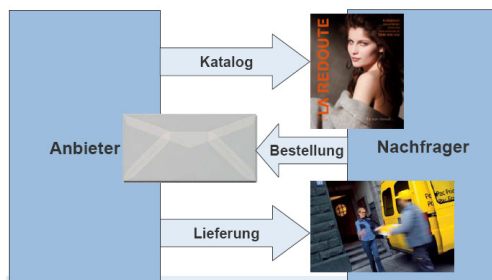 Katalog
LA REDOUTE
Anbieter
Bestellung
Nachfrager
Lieferung